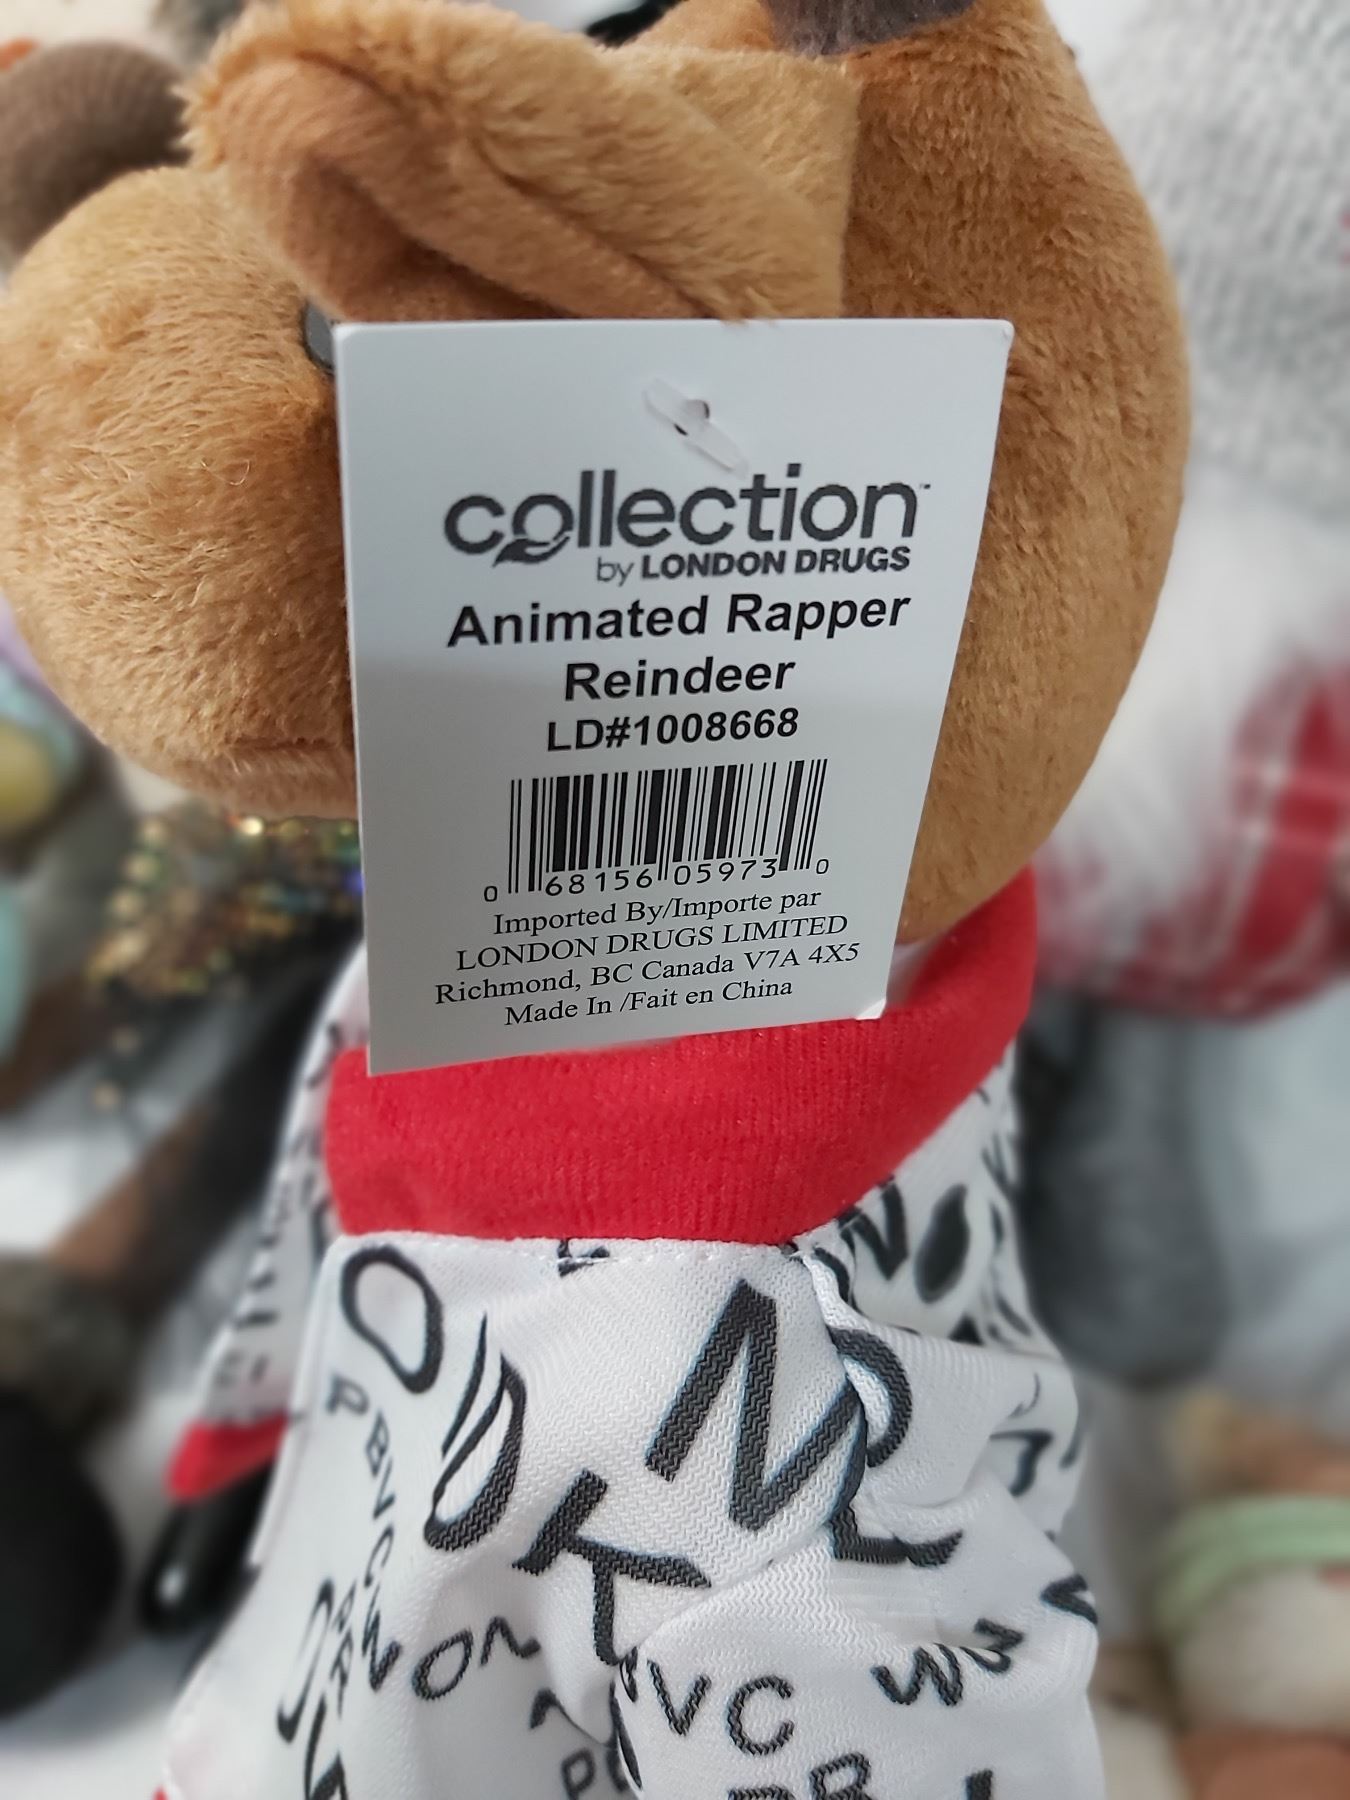 collection™
by LONDON DRUGS
Animated Rapper
Reindeer
LD#1008668
0 68156 05973 0
Imported By/Importe par
LONDON DRUGS LIMITED
Richmond, BC Canada V7A 4X5
Made In /Fait en China